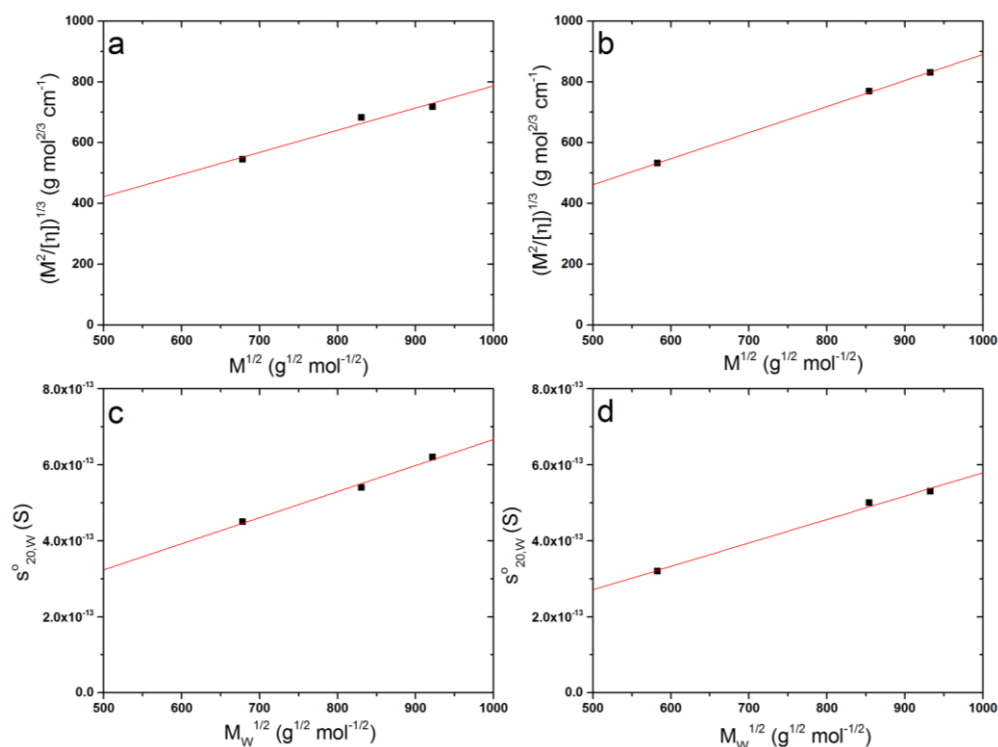 a
1000
800
600
400
200
0
(M²/[η])^1/3 (g mol^2/3 cm^-1)
500 600 700 800 900 1000
M^1/2 (g^1/2 mol^-1/2)
b
1000
800
600
400
200
0
(M²/[η])^1/3 (g mol^2/3 cm^-1)
500 600 700 800 900 1000
M^1/2 (g^1/2 mol^-1/2)
c
8.0x10^-13
6.0x10^-13
4.0x10^-13
2.0x10^-13
0.0
s°20,W (S)
500 600 700 800 900 1000
MW^1/2 (g^1/2 mol^-1/2)
d
8.0x10^-13
6.0x10^-13
4.0x10^-13
2.0x10^-13
0.0
s°20,W (S)
500 600 700 800 900 1000
MW^1/2 (g^1/2 mol^-1/2)